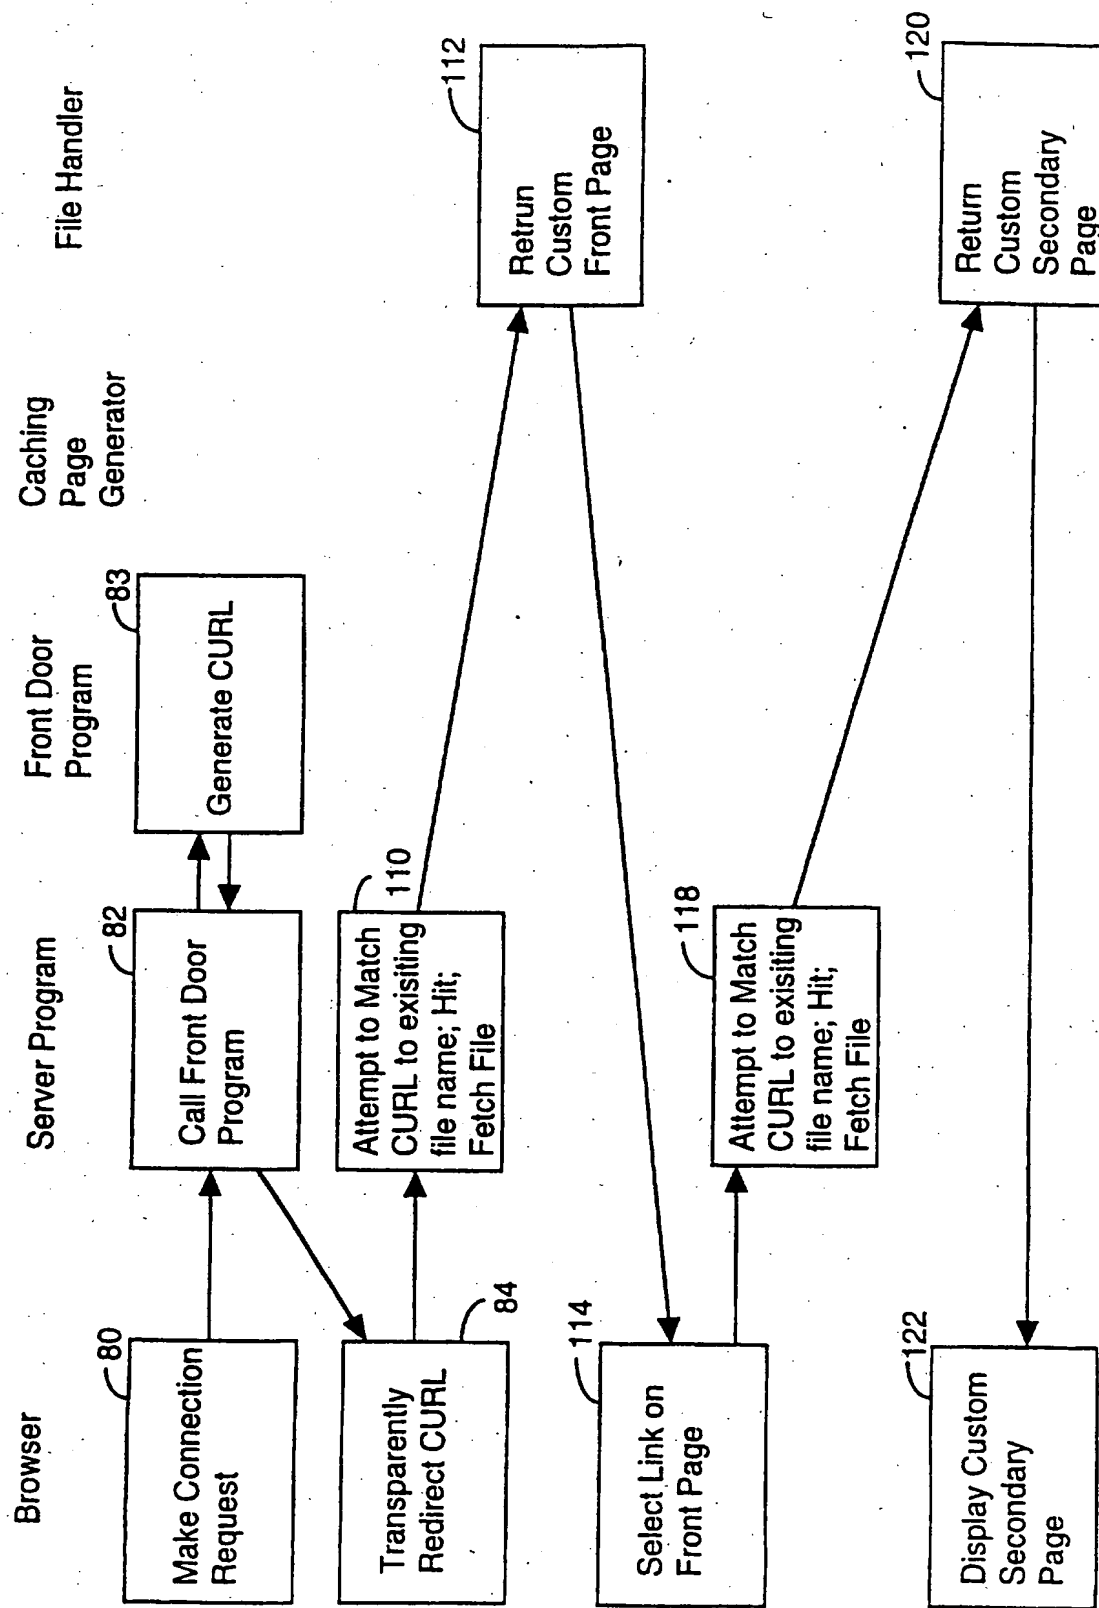 Browser
Server Program
Front Door
Program
Caching
Page
Generator
File Handler
80
Make Connection
Request
82
Call Front Door
Program
83
Generate CURL
84
Transparently
Redirect CURL
110
Attempt to Match
CURL to exisiting
file name; Hit;
Fetch File
112
Retrun
Custom
Front Page
114
Select Link on
Front Page
118
Attempt to Match
CURL to exisiting
file name; Hit;
Fetch File
120
Return
Custom
Secondary
Page
122
Display Custom
Secondary
Page